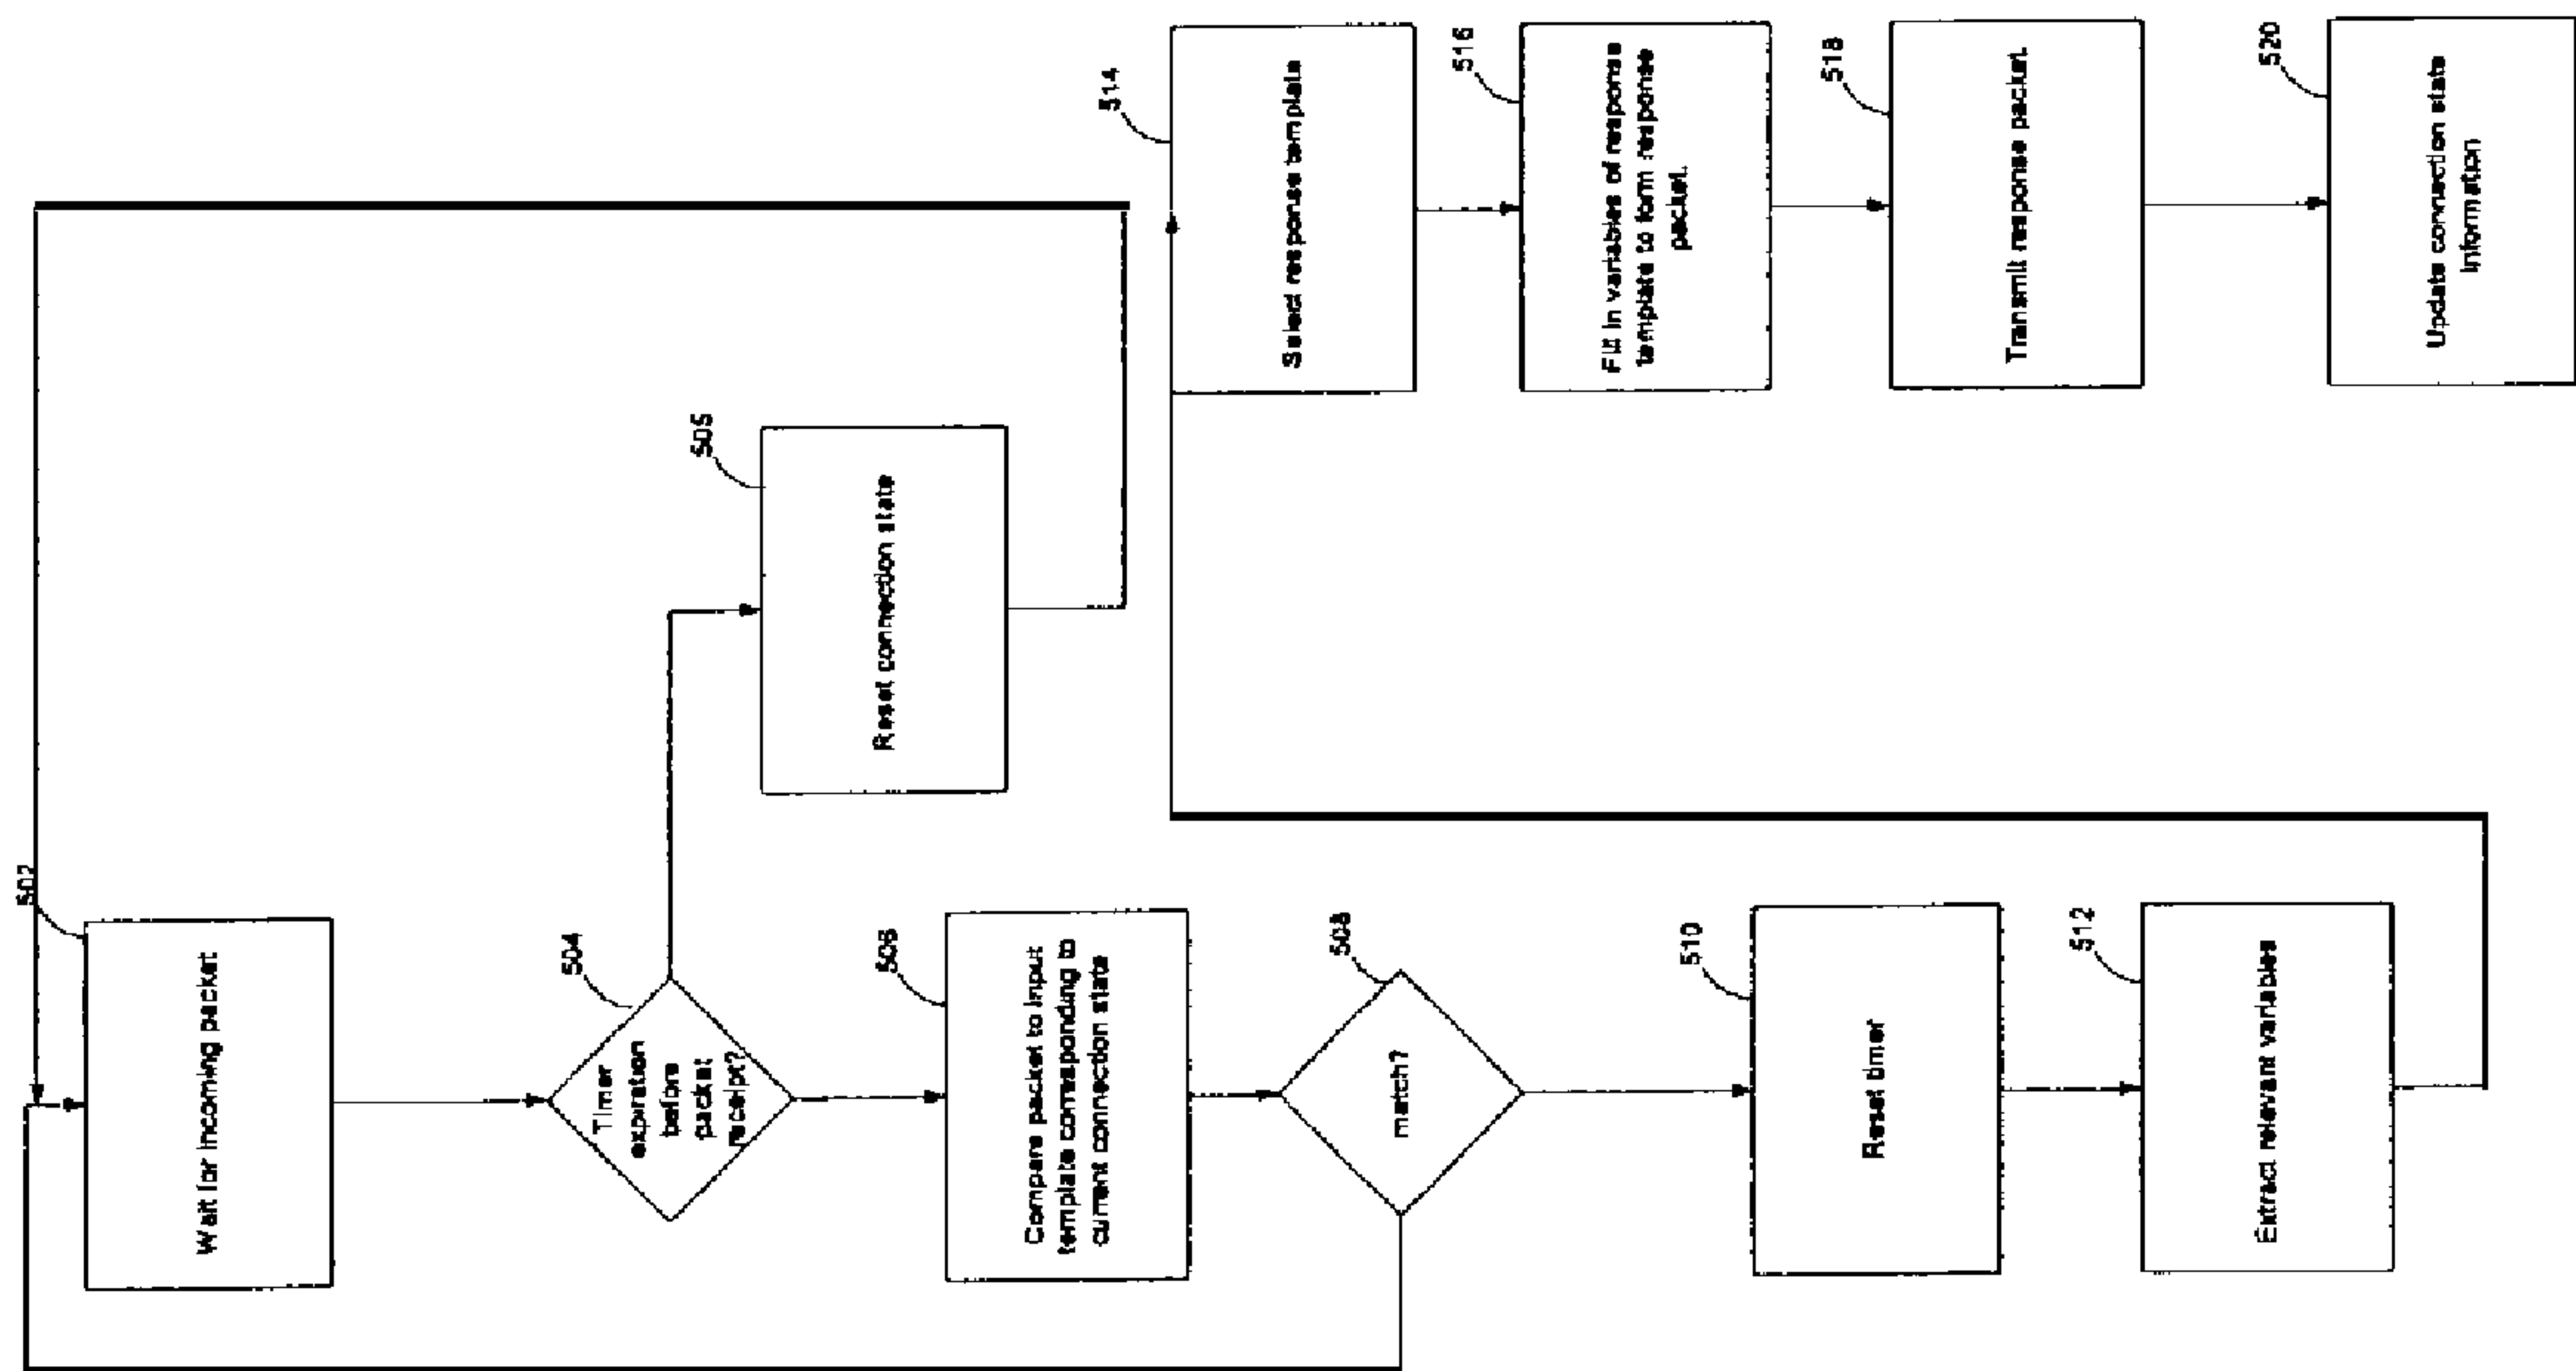 502
Wait for incoming packet
504
Timer
expiration
before
packet
receipt?
505
Reset connection state
506
Compare packet to input
template corresponding to
current connection state
508
match?
510
Reset timer
512
Extract relevant variables
514
Select response template
516
Fill in variables of response
template to form response
packet.
518
Transmit response packet.
520
Update connection state
information